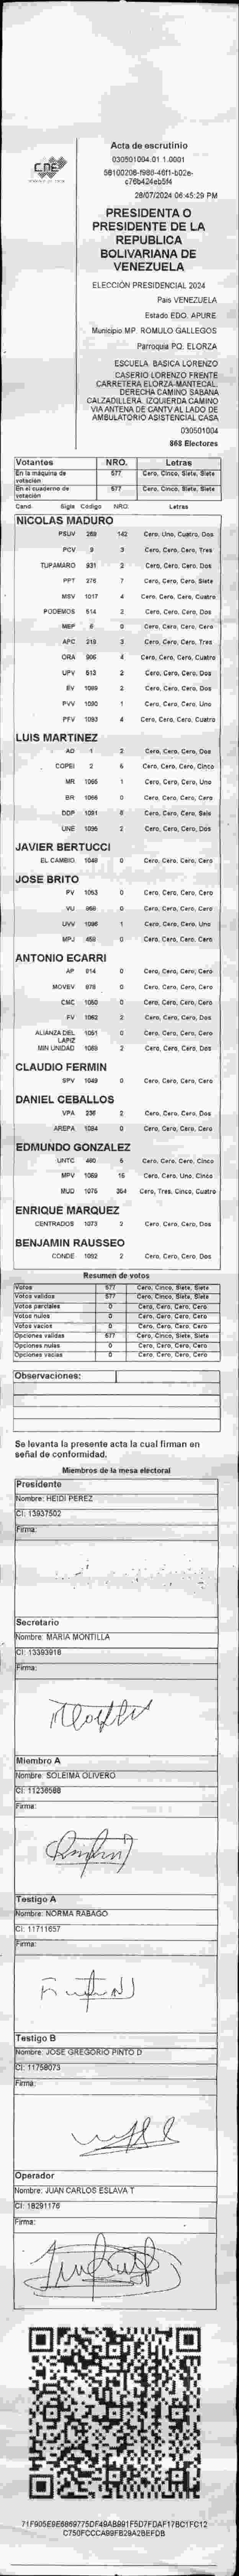 CNE
Acta de escrutinio
030501004.01.1.0001
28/07/2024 06:45:29 PM
PRESIDENTA O
PRESIDENTE DE LA
REPUBLICA
BOLIVARIANA DE
VENEZUELA
ELECCIÓN PRESIDENCIAL 2024
Pais VENEZUELA
Estado EDO. APURE
Municipio MP. ROMULO GALLEGOS
Parroquia PQ. ELORZA
ESCUELA BASICA LORENZO
CASERIO LORENZO FRENTE
CARRETERA ELORZA-MANTECAL,
DERECHA CAMINO SABANA
CALZADILLERA. IZQUIERDA CAMINO
VIA ANTENA DE CANTV AL LADO DE
AMBULATORIO ASISTENCIAL CASA
030501004
868 Electores
Votantes NRO. Letras
En la máquina de votación 577 Cero, Cinco, Siete, Siete
En el cuaderno de votación 577 Cero, Cinco, Siete, Siete
Cand. Sigla Código NRO. Letras
NICOLAS MADURO
PSUV 269 142 Cero, Uno, Cuatro, Dos
PCV 9 3 Cero, Cero, Cero, Tres
TUPAMARO 931 2 Cero, Cero, Cero, Dos
PPT 276 7 Cero, Cero, Cero, Siete
MSV 1017 4 Cero, Cero, Cero, Cuatro
PODEMOS 514 2 Cero, Cero, Cero, Dos
MEP 6 0 Cero, Cero, Cero, Cero
APC 218 3 Cero, Cero, Cero, Tres
ORA 906 4 Cero, Cero, Cero, Cuatro
UPV 513 2 Cero, Cero, Cero, Dos
EV 1099 2 Cero, Cero, Cero, Dos
PVV 1090 1 Cero, Cero, Cero, Uno
PFV 1093 4 Cero, Cero, Cero, Cuatro
LUIS MARTINEZ
AD 1 2 Cero, Cero, Cero, Dos
COPEI 2 5 Cero, Cero, Cero, Cinco
MR 1065 1 Cero, Cero, Cero, Uno
BR 1066 0 Cero, Cero, Cero, Cero
DDP 1091 6 Cero, Cero, Cero, Seis
UNE 1095 2 Cero, Cero, Cero, Dos
JAVIER BERTUCCI
EL CAMBIO 1048 0 Cero, Cero, Cero, Cero
JOSE BRITO
PV 1063 0 Cero, Cero, Cero, Cero
VU 968 0 Cero, Cero, Cero, Cero
UVV 1096 1 Cero, Cero, Cero, Uno
MPJ 458 0 Cero, Cero, Cero, Cero
ANTONIO ECARRI
AP 914 0 Cero, Cero, Cero, Cero
MOVEV 978 0 Cero, Cero, Cero, Cero
CMC 1050 0 Cero, Cero, Cero, Cero
FV 1062 2 Cero, Cero, Cero, Dos
ALIANZA DEL LAPIZ 1051 0 Cero, Cero, Cero, Cero
MIN UNIDAD 1069 2 Cero, Cero, Cero, Dos
CLAUDIO FERMIN
SPV 1049 0 Cero, Cero, Cero, Cero
DANIEL CEBALLOS
VPA 236 2 Cero, Cero, Cero, Dos
AREPA 1094 0 Cero, Cero, Cero, Cero
EDMUNDO GONZALEZ
UNTC 480 5 Cero, Cero, Cero, Cinco
MPV 1089 15 Cero, Cero, Uno, Cinco
MUD 1075 354 Cero, Tres, Cinco, Cuatro
ENRIQUE MARQUEZ
CENTRADOS 1073 2 Cero, Cero, Cero, Dos
BENJAMIN RAUSSEO
CONDE 1092 2 Cero, Cero, Cero, Dos
Resumen de votos
Votos 577 Cero, Cinco, Siete, Siete
Votos validos 577 Cero, Cinco, Siete, Siete
Votos parciales 0 Cero, Cero, Cero, Cero
Votos nulos 0 Cero, Cero, Cero, Cero
Votos vacios 0 Cero, Cero, Cero, Cero
Opciones validas 577 Cero, Cinco, Siete, Siete
Opciones nulas 0 Cero, Cero, Cero, Cero
Opciones vacias 0 Cero, Cero, Cero, Cero
Observaciones:
Se levanta la presente acta la cual firman en
señal de conformidad.
Miembros de la mesa electoral
Presidente
Nombre: HEIDI PEREZ
CI: 13937502
Firma:
Secretario
Nombre: MARIA MONTILLA
CI: 13393918
Firma:
Miembro A
Nombre: SOLEIMA OLIVERO
CI: 11236588
Firma:
Testigo A
Nombre: NORMA RABAGO
CI: 11711657
Firma:
Testigo B
Nombre: JOSE GREGORIO PINTO D
CI: 11758073
Firma:
Operador
Nombre: JUAN CARLOS ESLAVA T
CI: 18291176
Firma: